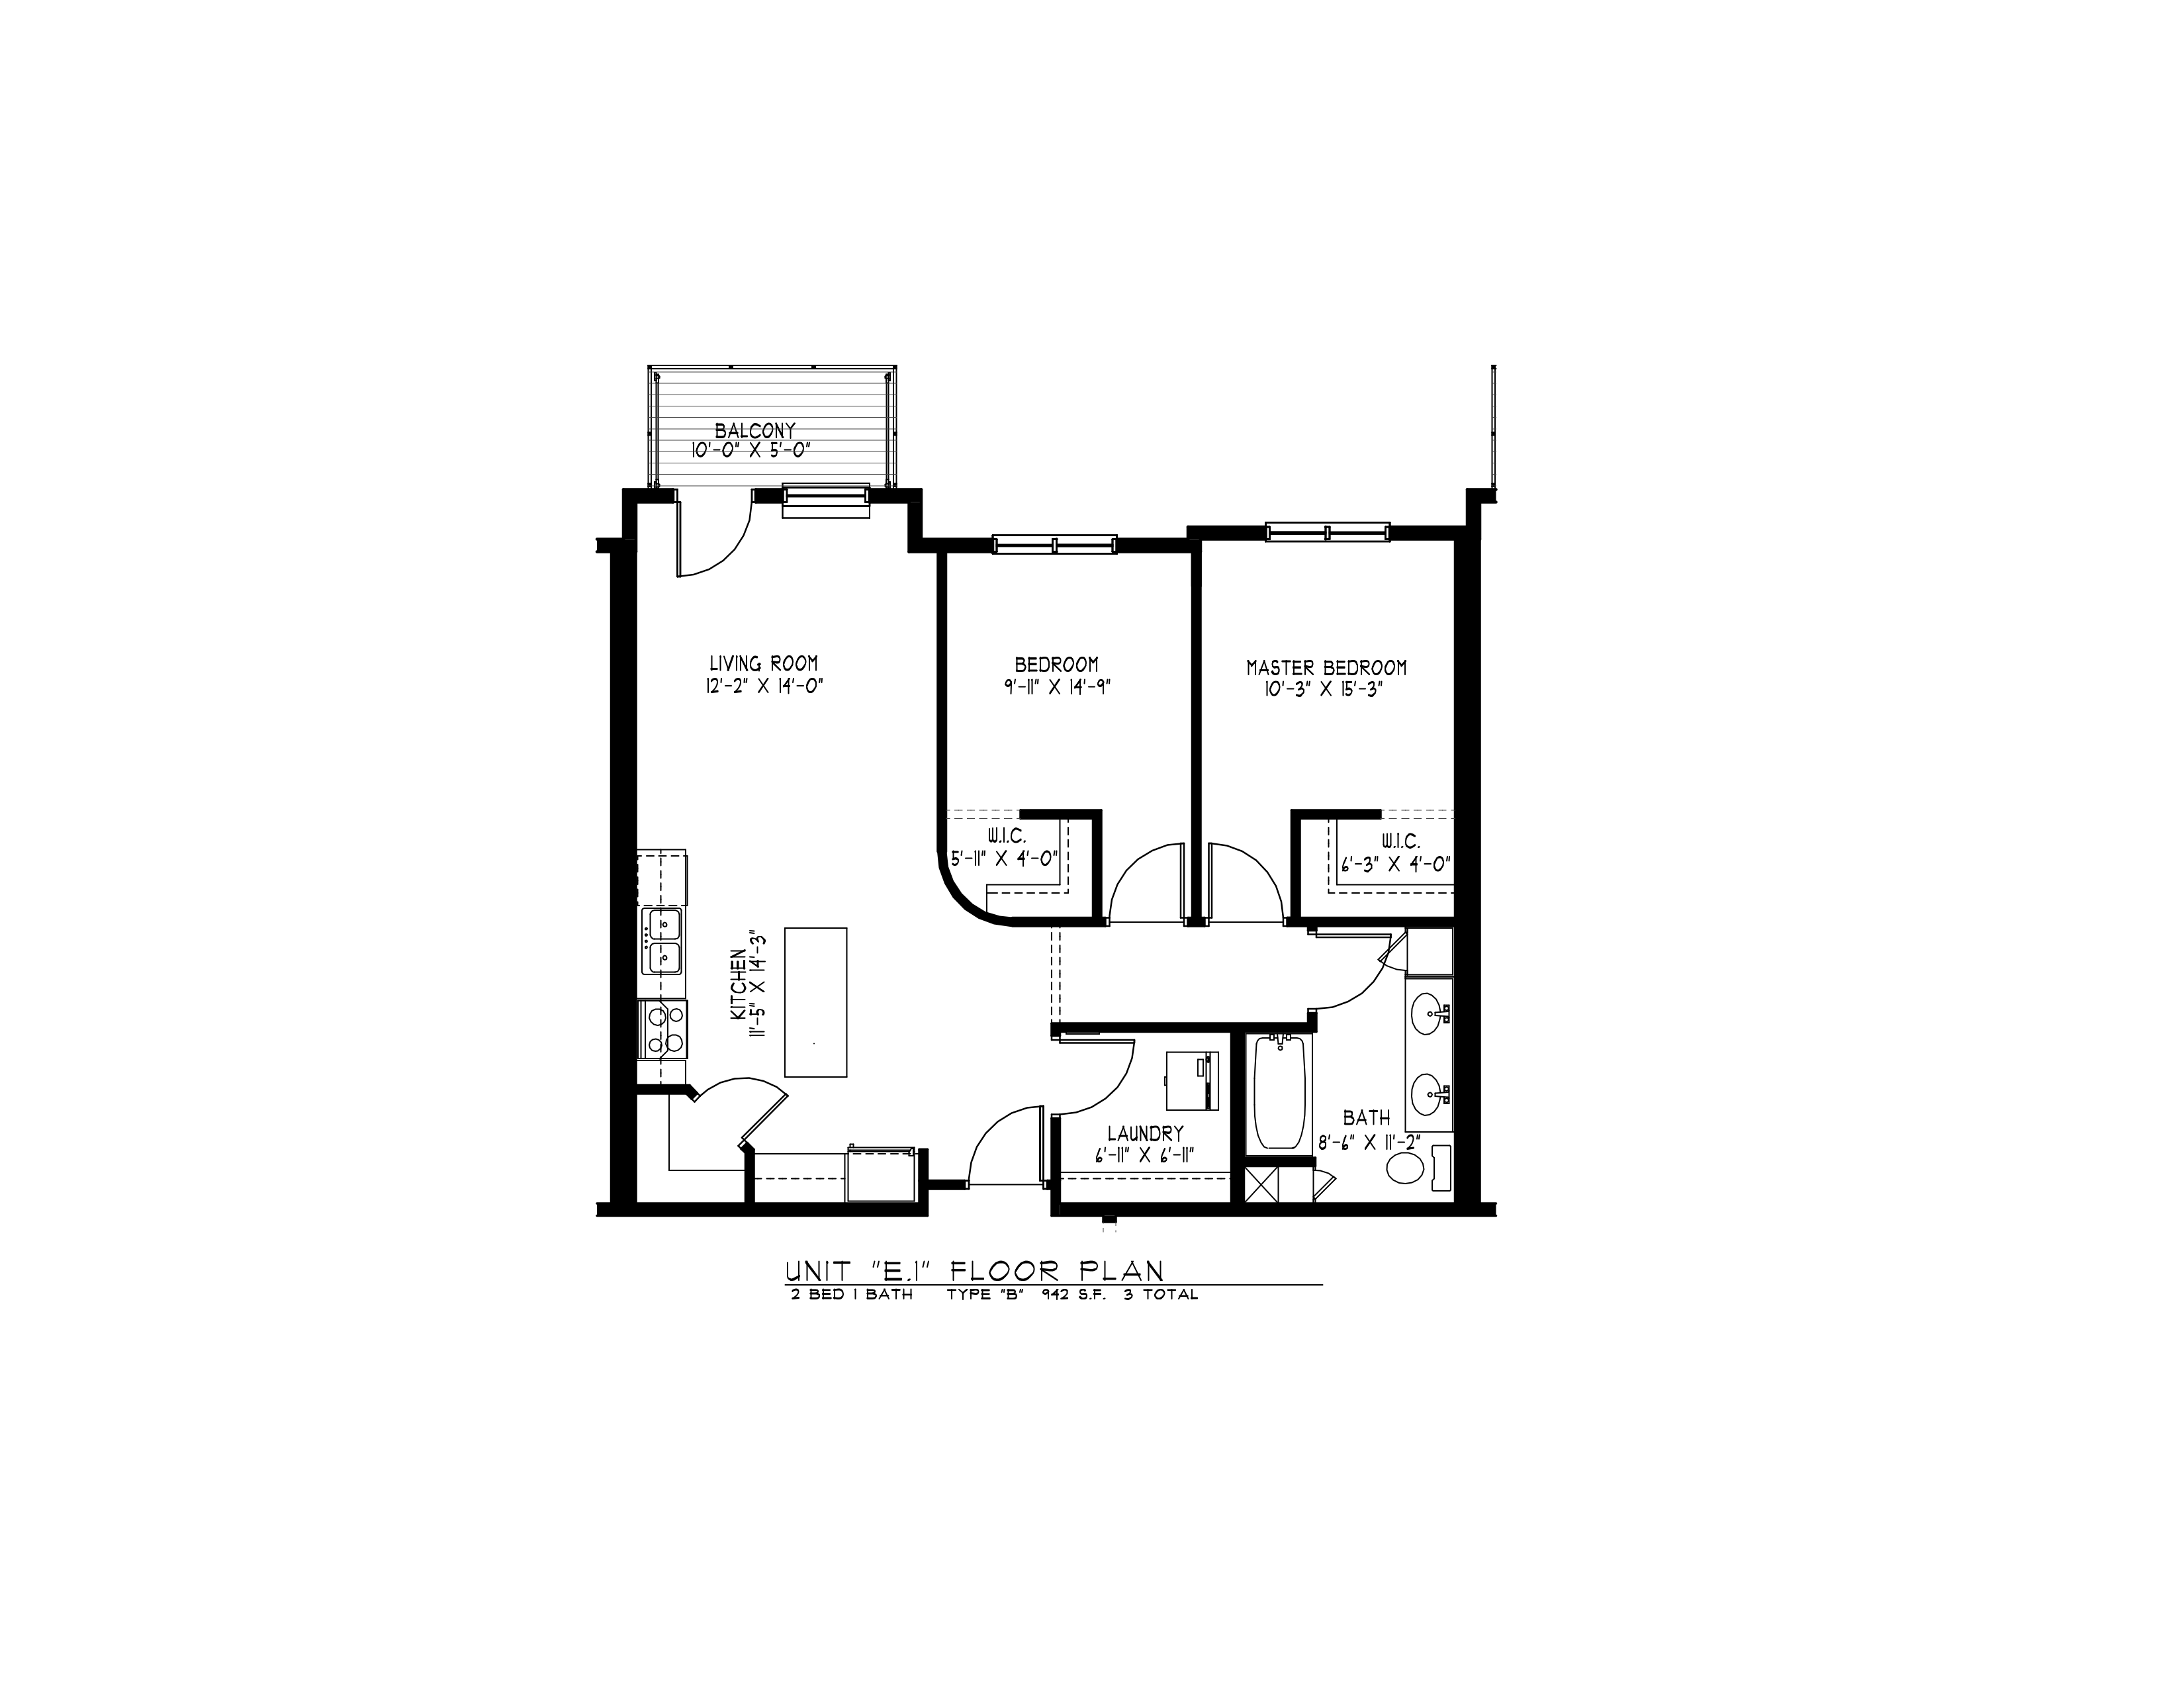 BALCONY
10'-0" X 5'-0"
LIVING ROOM
12'-2" X 14'-0"
BEDROOM
9'-11" X 14'-9"
MASTER BEDROOM
10'-3" X 15'-3"
W.I.C.
5'-11" X 4'-0"
W.I.C.
6'-3" X 4'-0"
KITCHEN
11'-5" X 14'-3"
LAUNDRY
6'-11" X 6'-11"
BATH
8'-6" X 11'-2"
UNIT "E.1" FLOOR PLAN
2 BED 1 BATH TYPE "B" 942 S.F. 3 TOTAL